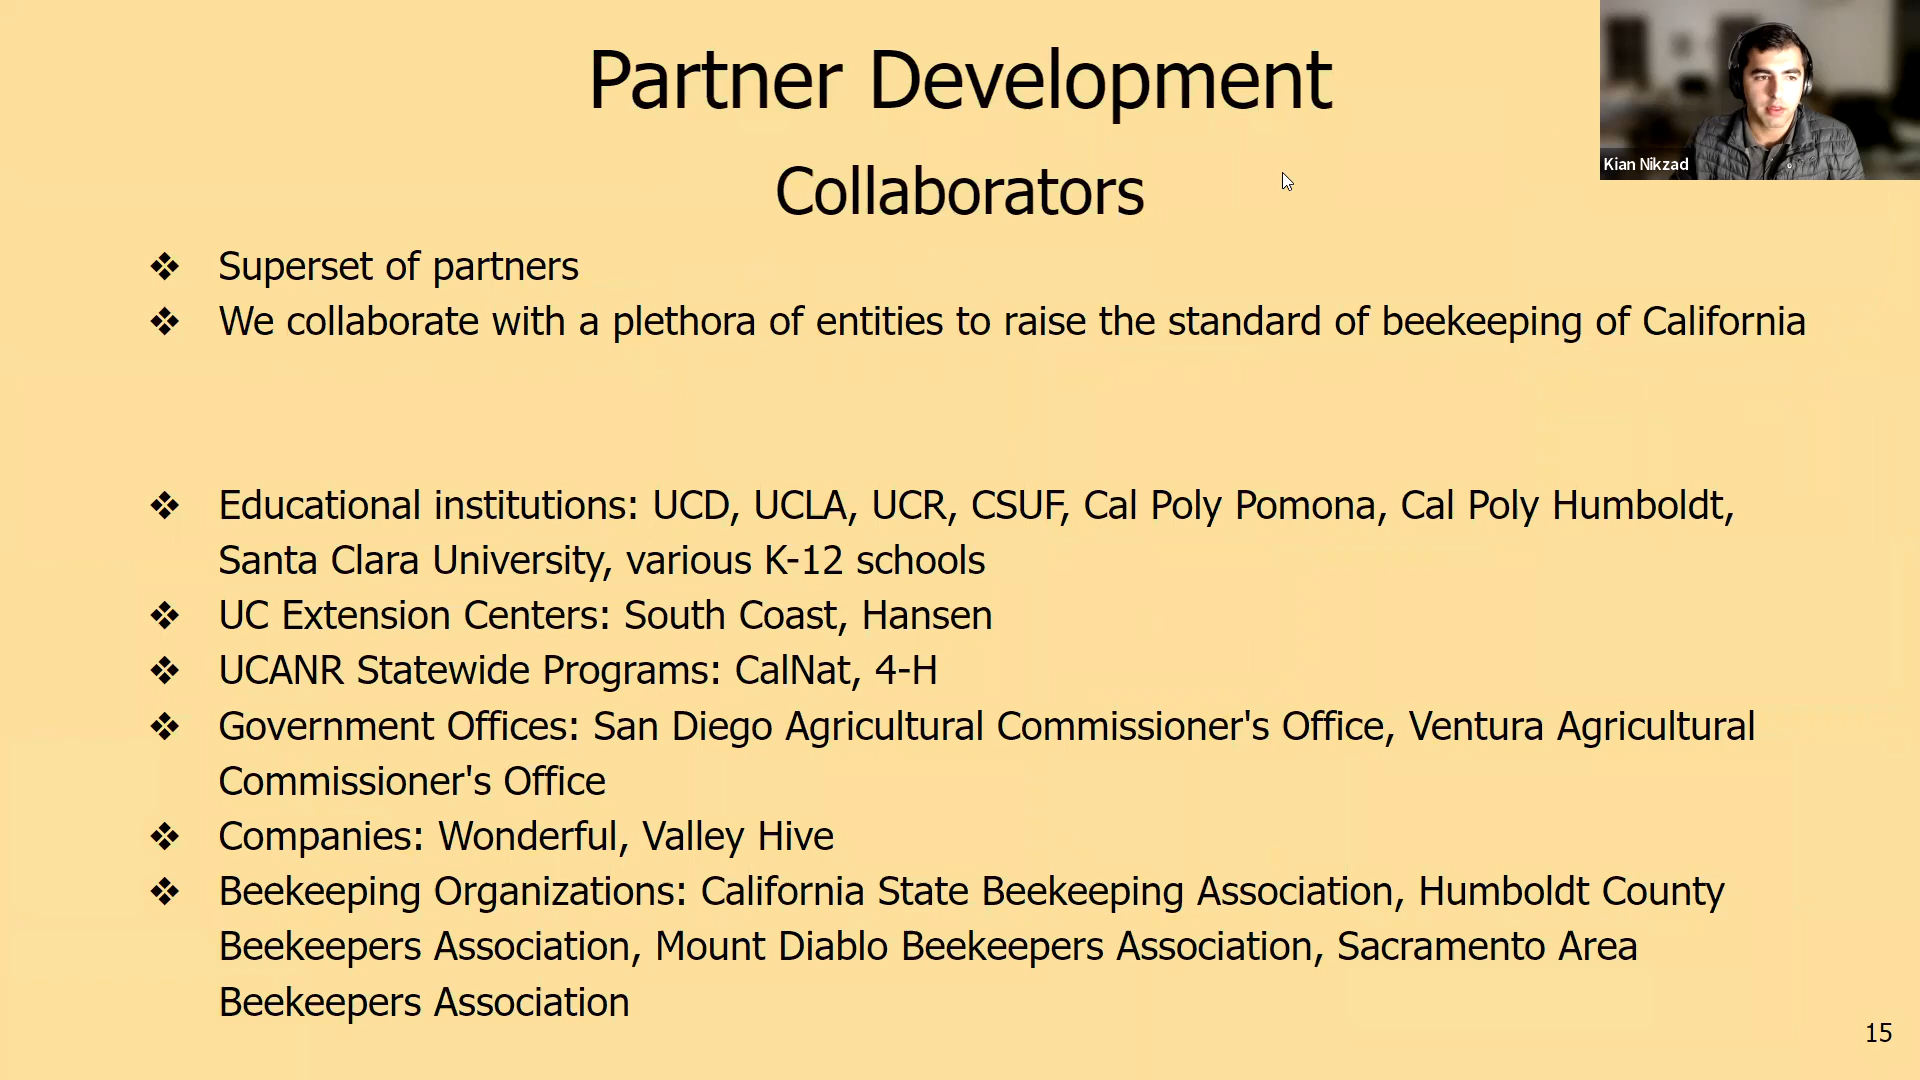 Partner Development
Kian Nikzad
Collaborators
❖ Superset of partners
❖ We collaborate with a plethora of entities to raise the standard of beekeeping of California
❖ Educational institutions: UCD, UCLA, UCR, CSUF, Cal Poly Pomona, Cal Poly Humboldt,
Santa Clara University, various K-12 schools
❖ UC Extension Centers: South Coast, Hansen
❖ UCANR Statewide Programs: CalNat, 4-H
❖ Government Offices: San Diego Agricultural Commissioner's Office, Ventura Agricultural
Commissioner's Office
❖ Companies: Wonderful, Valley Hive
❖ Beekeeping Organizations: California State Beekeeping Association, Humboldt County
Beekeepers Association, Mount Diablo Beekeepers Association, Sacramento Area
Beekeepers Association
15